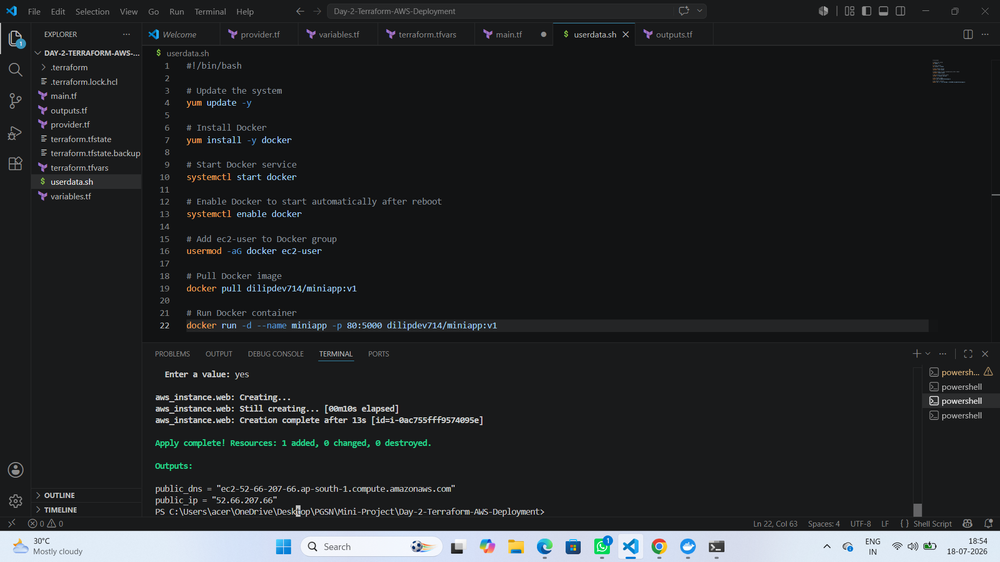 File Edit Selection View Go Run Terminal Help
Day-2-Terraform-AWS-Deployment
EXPLORER
Welcome
provider.tf
variables.tf
terraform.tfvars
main.tf
userdata.sh
outputs.tf
1
DAY-2-TERRAFORM-AWS-...
.terraform
.terraform.lock.hcl
main.tf
outputs.tf
provider.tf
terraform.tfstate
terraform.tfstate.backup
terraform.tfvars
$ userdata.sh
variables.tf
OUTLINE
TIMELINE
$ userdata.sh
1 #!/bin/bash
2
3 # Update the system
4 yum update -y
5
6 # Install Docker
7 yum install -y docker
8
9 # Start Docker service
10 systemctl start docker
11
12 # Enable Docker to start automatically after reboot
13 systemctl enable docker
14
15 # Add ec2-user to Docker group
16 usermod -aG docker ec2-user
17
18 # Pull Docker image
19 docker pull dilipdev714/miniapp:v1
20
21 # Run Docker container
22 docker run -d --name miniapp -p 80:5000 dilipdev714/miniapp:v1
PROBLEMS OUTPUT DEBUG CONSOLE TERMINAL PORTS
Enter a value: yes
aws_instance.web: Creating...
aws_instance.web: Still creating... [00m10s elapsed]
aws_instance.web: Creation complete after 13s [id=i-0ac755fff9574095e]
Apply complete! Resources: 1 added, 0 changed, 0 destroyed.
Outputs:
public_dns = "ec2-52-66-207-66.ap-south-1.compute.amazonaws.com"
public_ip = "52.66.207.66"
PS C:\Users\acer\OneDrive\Desktop\PGSN\Mini-Project\Day-2-Terraform-AWS-Deployment>
powersh...
powershell
powershell
powershell
0 0
Ln 22, Col 63 Spaces: 4 UTF-8 LF {} Shell Script
30°C
Mostly cloudy
Search
1
ENG
IN
18:54
18-07-2026